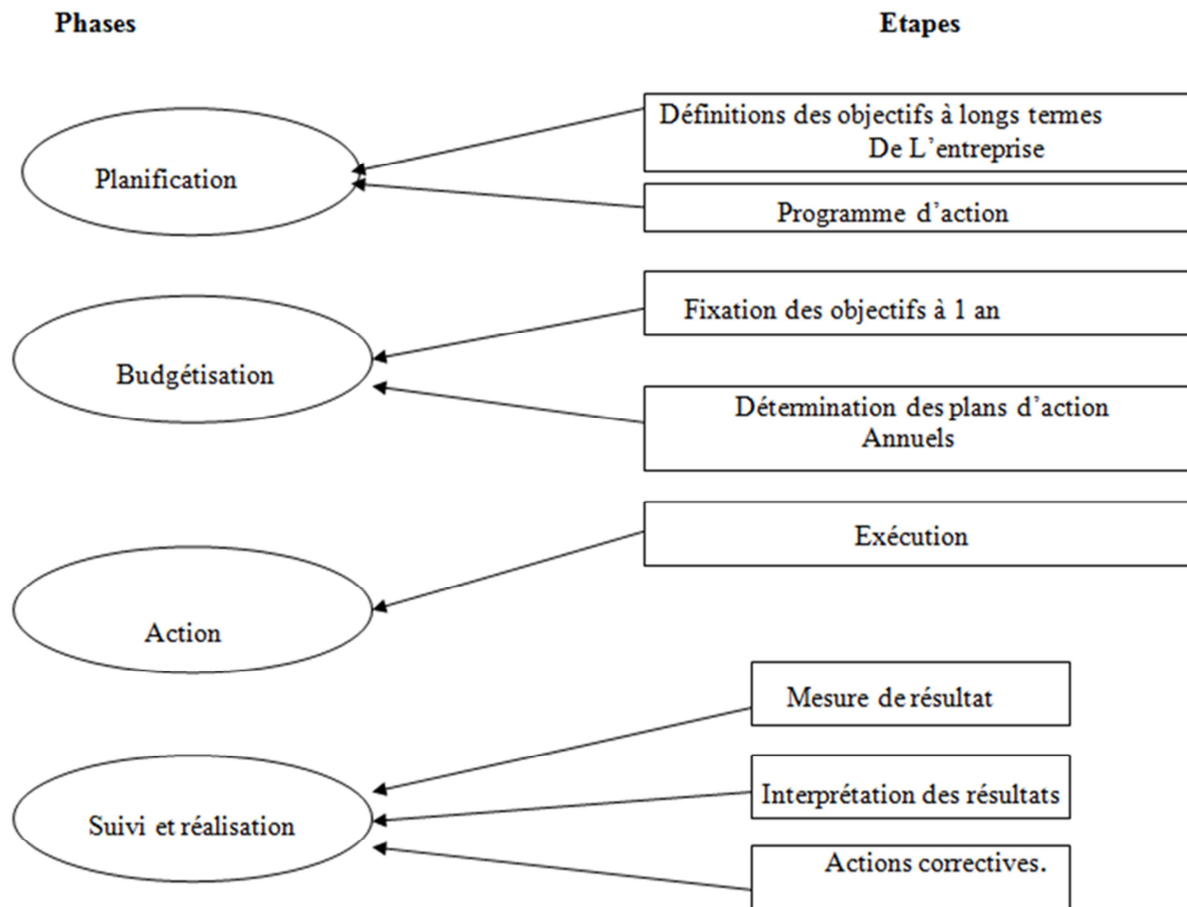 Phases
Etapes
Définitions des objectifs à longs termes
De L'entreprise
Planification
Programme d'action
Fixation des objectifs à 1 an
Budgétisation
Détermination des plans d'action
Annuels
Exécution
Action
Mesure de résultat
Interprétation des résultats
Suivi et réalisation
Actions correctives.